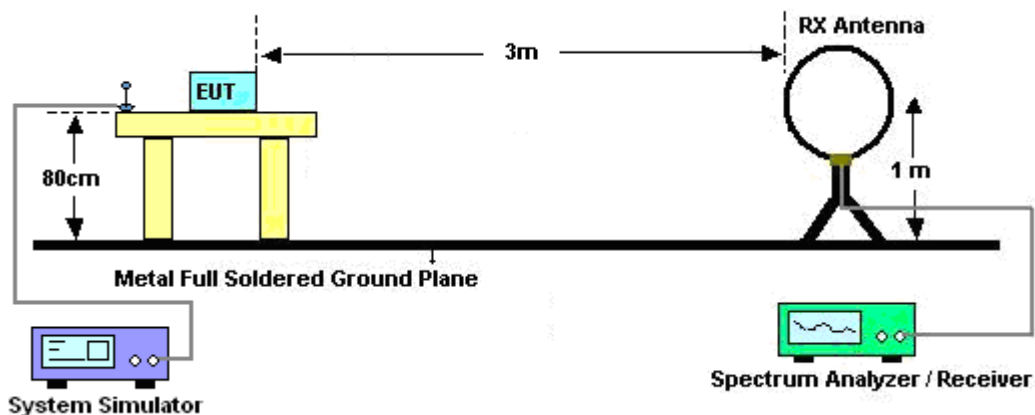 RX Antenna
3m
EUT
80cm
1 m
Metal Full Soldered Ground Plane
Spectrum Analyzer / Receiver
System Simulator